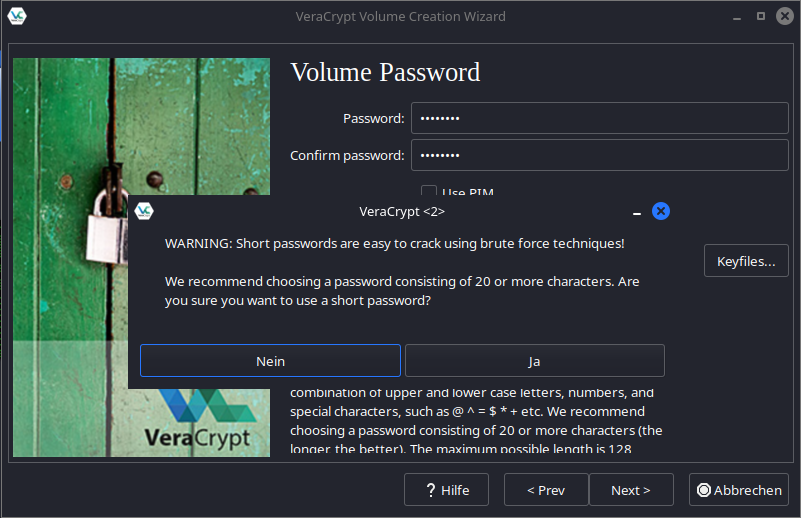 VeraCrypt Volume Creation Wizard
Volume Password
Password: ••••••••
Confirm password: ••••••••
Use PIM
VeraCrypt <2>
WARNING: Short passwords are easy to crack using brute force techniques!
We recommend choosing a password consisting of 20 or more characters. Are
you sure you want to use a short password?
Keyfiles...
Nein
Ja
combination of upper and lower case letters, numbers, and
special characters, such as @ ^ = $ * + etc. We recommend
choosing a password consisting of 20 or more characters (the
longer, the better). The maximum possible length is 128
VeraCrypt
? Hilfe
< Prev
Next >
Abbrechen